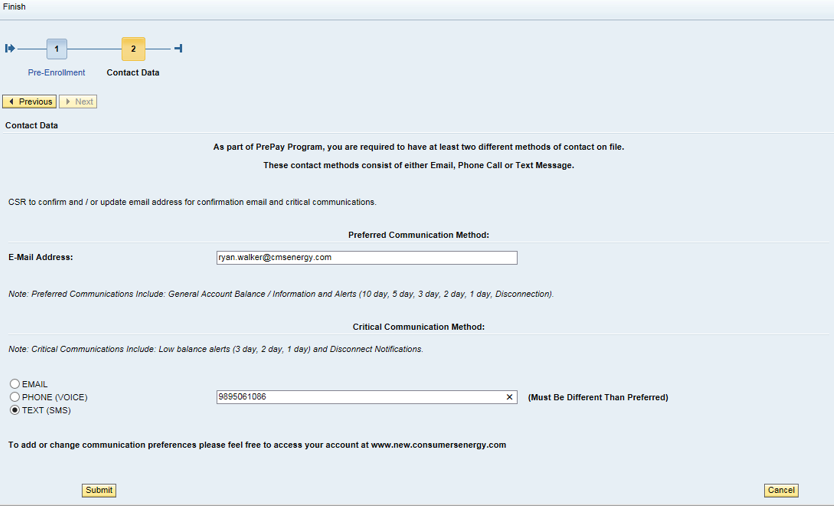 Finish
1
2
Pre-Enrollment
Contact Data
Previous
Next
Contact Data
As part of PrePay Program, you are required to have at least two different methods of contact on file.
These contact methods consist of either Email, Phone Call or Text Message.
CSR to confirm and / or update email address for confirmation email and critical communications.
Preferred Communication Method:
E-Mail Address:
ryan.walker@cmsenergy.com
Note: Preferred Communications Include: General Account Balance / Information and Alerts (10 day, 5 day, 3 day, 2 day, 1 day, Disconnection).
Critical Communication Method:
Note: Critical Communications Include: Low balance alerts (3 day, 2 day, 1 day) and Disconnect Notifications.
EMAIL
PHONE (VOICE)
9895061086
(Must Be Different Than Preferred)
TEXT (SMS)
To add or change communication preferences please feel free to access your account at www.new.consumersenergy.com
Submit
Cancel